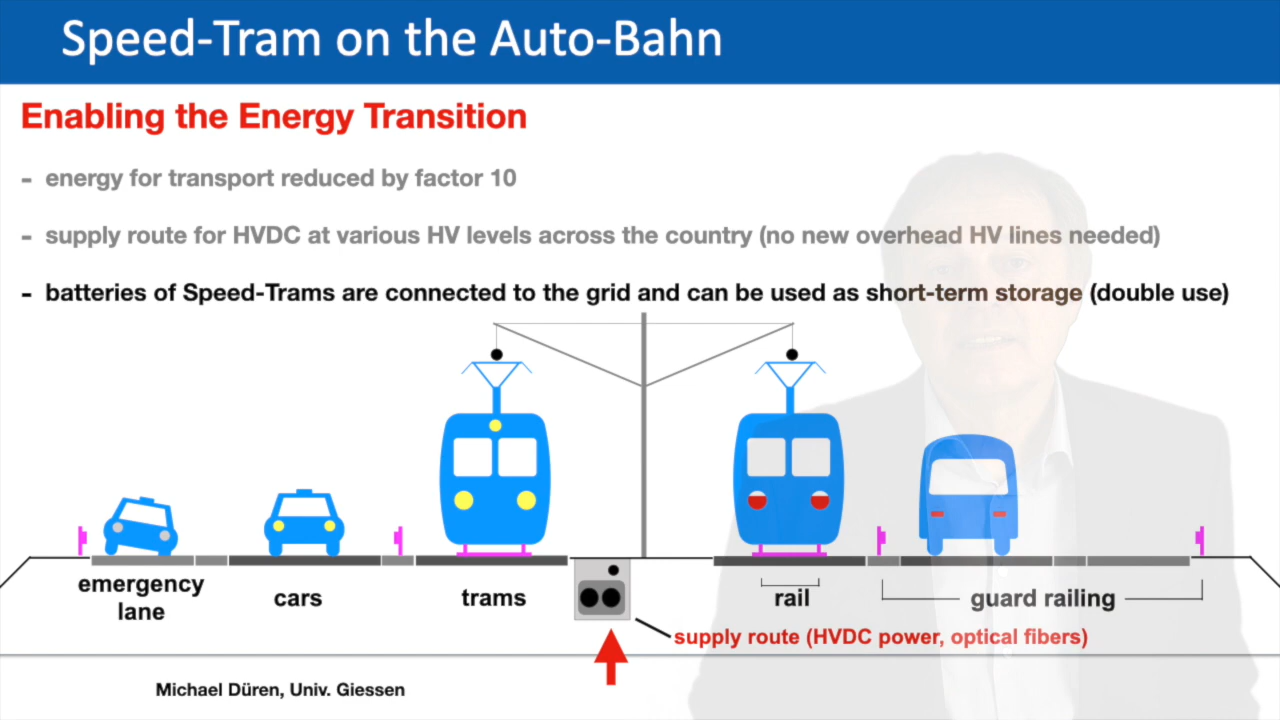 Speed-Tram on the Auto-Bahn
Enabling the Energy Transition
- energy for transport reduced by factor 10
- supply route for HVDC at various HV levels across the country (no new overhead HV lines needed)
- batteries of Speed-Trams are connected to the grid and can be used as short-term storage (double use)
emergency
lane
cars
trams
rail
guard railing
supply route (HVDC power, optical fibers)
Michael Düren, Univ. Giessen